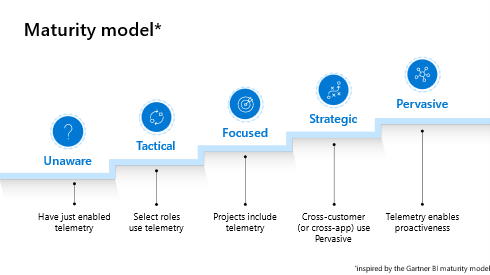 Maturity model*
Pervasive
Strategic
Focused
Tactical
Unaware
?
Have just enabled
telemetry
Select roles
use telemetry
Projects include
telemetry
Cross-customer
(or cross-app) use
Pervasive
Telemetry enables
proactiveness
*inspired by the Gartner BI maturity model